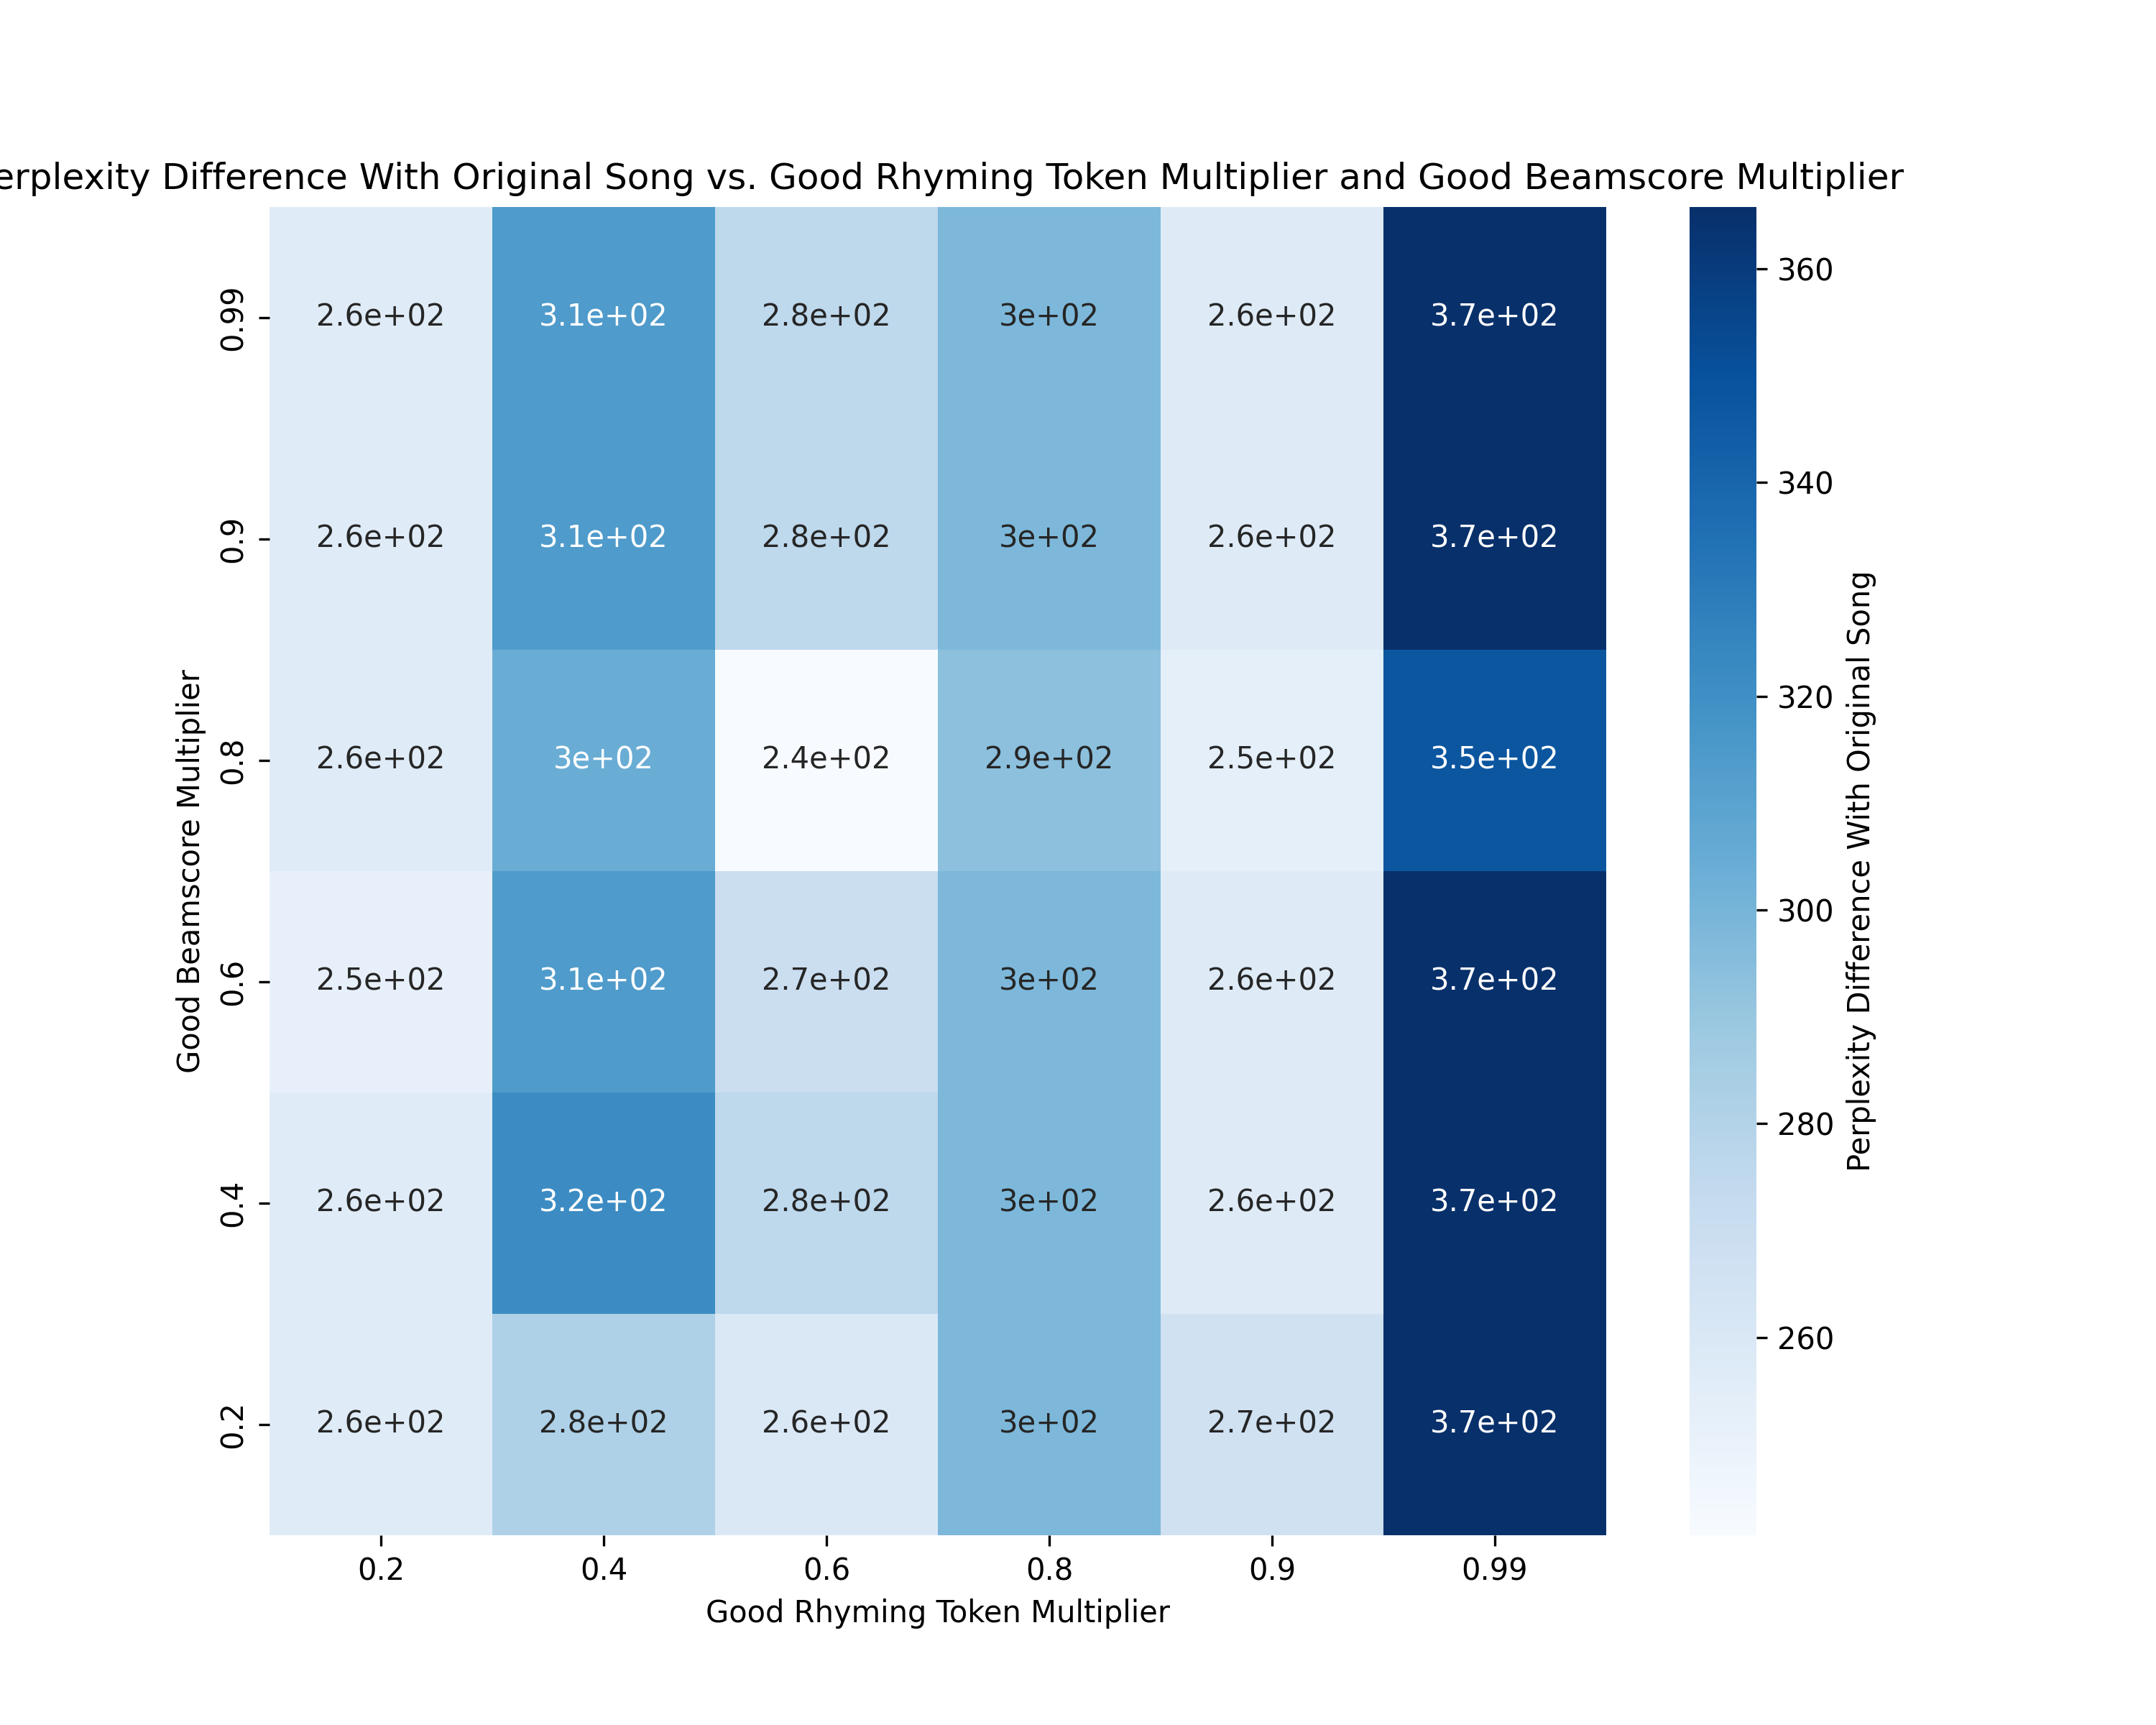 erplexity Difference With Original Song vs. Good Rhyming Token Multiplier and Good Beamscore Multiplier
Good Beamscore Multiplier
0.99 2.6e+02 3.1e+02 2.8e+02 3e+02 2.6e+02 3.7e+02
0.9 2.6e+02 3.1e+02 2.8e+02 3e+02 2.6e+02 3.7e+02
0.8 2.6e+02 3e+02 2.4e+02 2.9e+02 2.5e+02 3.5e+02
0.6 2.5e+02 3.1e+02 2.7e+02 3e+02 2.6e+02 3.7e+02
0.4 2.6e+02 3.2e+02 2.8e+02 3e+02 2.6e+02 3.7e+02
0.2 2.6e+02 2.8e+02 2.6e+02 3e+02 2.7e+02 3.7e+02
0.2 0.4 0.6 0.8 0.9 0.99
Good Rhyming Token Multiplier
360
340
320
300
280
260
Perplexity Difference With Original Song